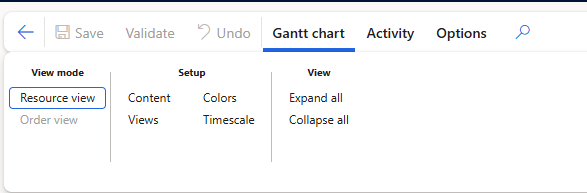 Save Validate Undo Gantt chart Activity Options
View mode Setup View
Resource view Content Colors Expand all
Order view Views Timescale Collapse all